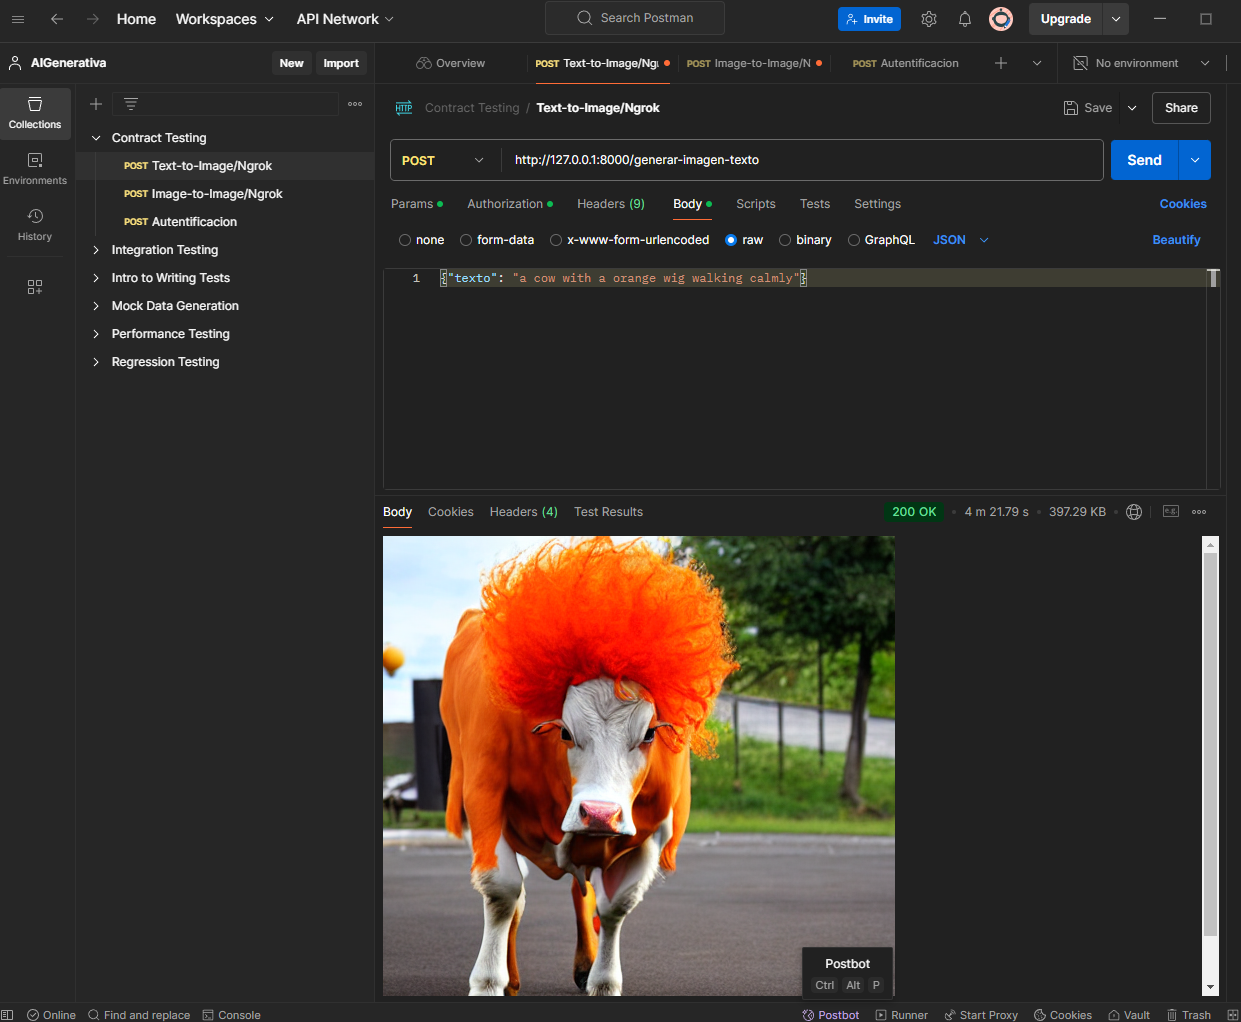 Home Workspaces API Network Search Postman Invite Upgrade
AIGenerativa New Import Overview POST Text-to-Image/Ngr POST Image-to-Image/N POST Autentificacion No environment
Collections
Environments
History
Contract Testing
POST Text-to-Image/Ngrok
POST Image-to-Image/Ngrok
POST Autentificacion
Integration Testing
Intro to Writing Tests
Mock Data Generation
Performance Testing
Regression Testing
HTTP Contract Testing / Text-to-Image/Ngrok Save Share
POST http://127.0.0.1:8000/generar-imagen-texto Send
Params Authorization Headers (9) Body Scripts Tests Settings Cookies
none form-data x-www-form-urlencoded raw binary GraphQL JSON Beautify
1 {"texto": "a cow with a orange wig walking calmly"}
Body Cookies Headers (4) Test Results 200 OK 4 m 21.79 s 397.29 KB e.g.
Postbot
Ctrl Alt P
Online Find and replace Console Postbot Runner Start Proxy Cookies Vault Trash